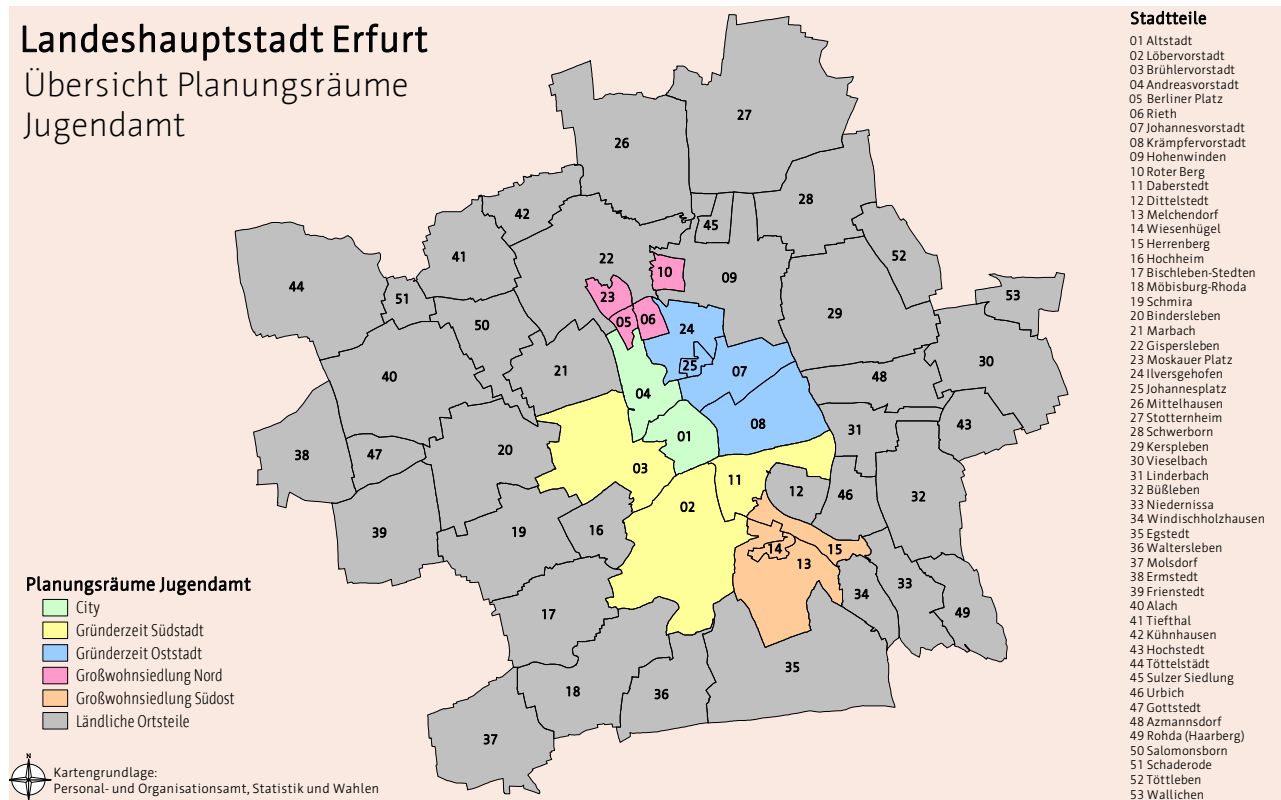 Landeshauptstadt Erfurt
Übersicht Planungsräume
Jugendamt
Stadtteile
01 Altstadt
02 Löbervorstadt
03 Brühlervorstadt
04 Andreasvorstadt
05 Berliner Platz
06 Rieth
07 Johannesvorstadt
08 Krämpfervorstadt
09 Hohenwinden
10 Roter Berg
11 Daberstedt
12 Dittelstedt
13 Melchendorf
14 Wiesenhügel
15 Herrenberg
16 Hochheim
17 Bischleben-Stedten
18 Möbisburg-Rhoda
19 Schmira
20 Bindersleben
21 Marbach
22 Gispersleben
23 Moskauer Platz
24 Ilversgehofen
25 Johannesplatz
26 Mittelhausen
27 Stotternheim
28 Schwerborn
29 Kerspleben
30 Vieselbach
31 Linderbach
32 Büßleben
33 Niedernissa
34 Windischholzhausen
35 Egstedt
36 Waltersleben
37 Molsdorf
38 Ermstedt
39 Frienstedt
40 Alach
41 Tiefthal
42 Kühnhausen
43 Hochstedt
44 Töttelstädt
45 Sulzer Siedlung
46 Urbich
47 Gottstedt
48 Azmannsdorf
49 Rohda (Haarberg)
50 Salomonsborn
51 Schaderode
52 Töttleben
53 Wallichen
27
26
28
42
45
41
22
52
10
09
44
23
53
51
05
06
50
24
29
30
25
21
07
48
40
04
08
43
01
31
38
47
20
03
11
12
46
32
02
39
19
16
14
15
13
33
34
17
49
35
18
36
37
Planungsräume Jugendamt
City
Gründerzeit Südstadt
Gründerzeit Oststadt
Großwohnsiedlung Nord
Großwohnsiedlung Südost
Ländliche Ortsteile
N
Kartengrundlage:
Personal- und Organisationsamt, Statistik und Wahlen